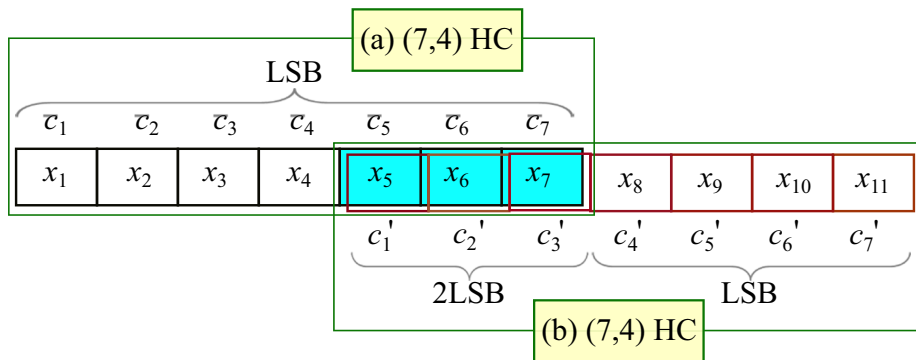 (a) (7,4) HC
LSB
c̅₁ c̅₂ c̅₃ c̅₄ c̅₅ c̅₆ c̅₇
x₁ x₂ x₃ x₄ x₅ x₆ x₇ x₈ x₉ x₁₀ x₁₁
c₁' c₂' c₃' c₄' c₅' c₆' c₇'
2LSB LSB
(b) (7,4) HC